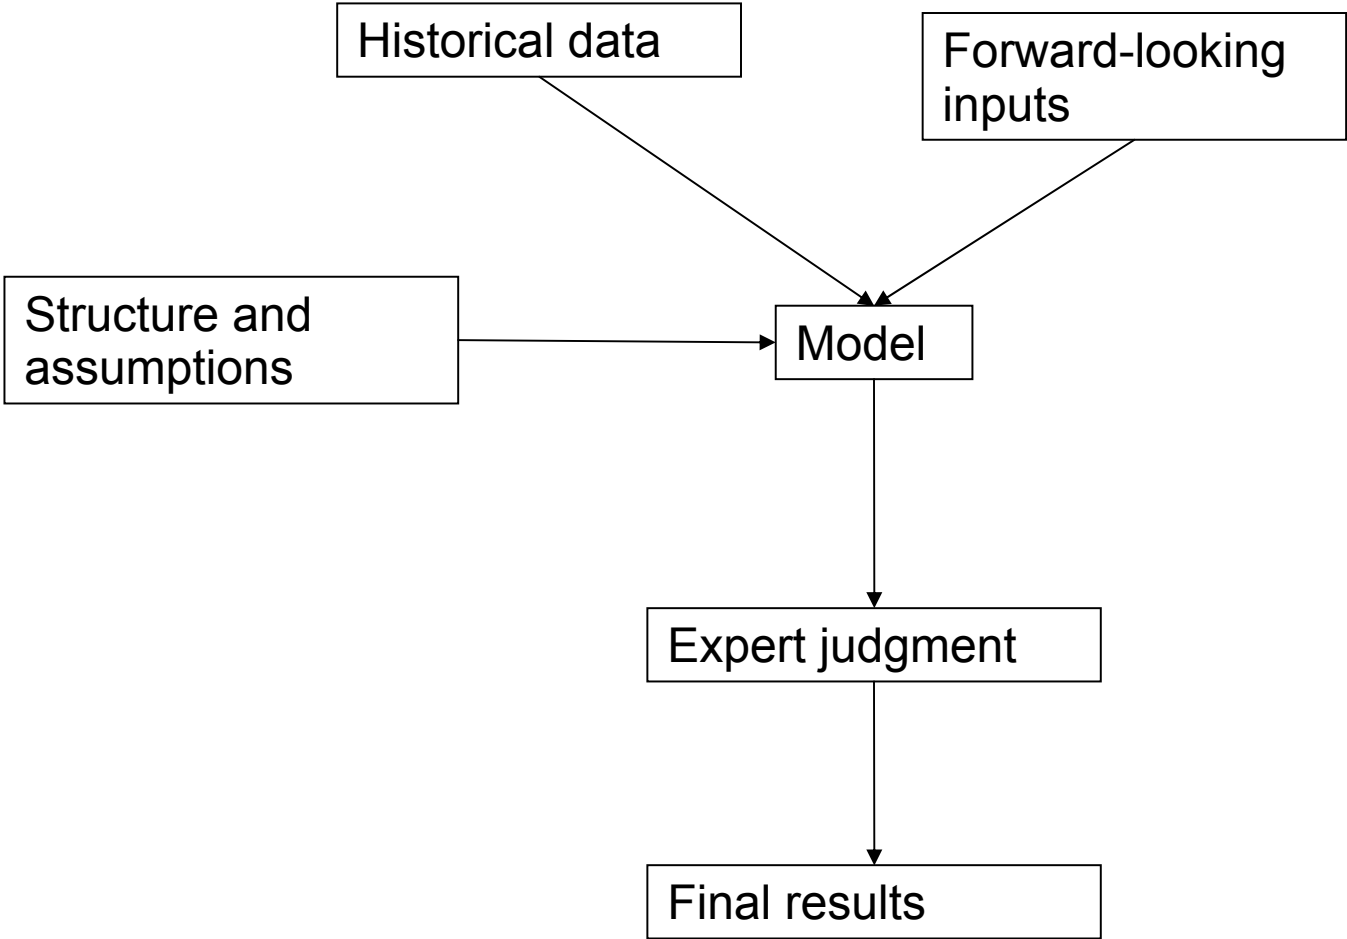 Historical data
Forward-looking
inputs
Structure and
assumptions
Model
Expert judgment
Final results